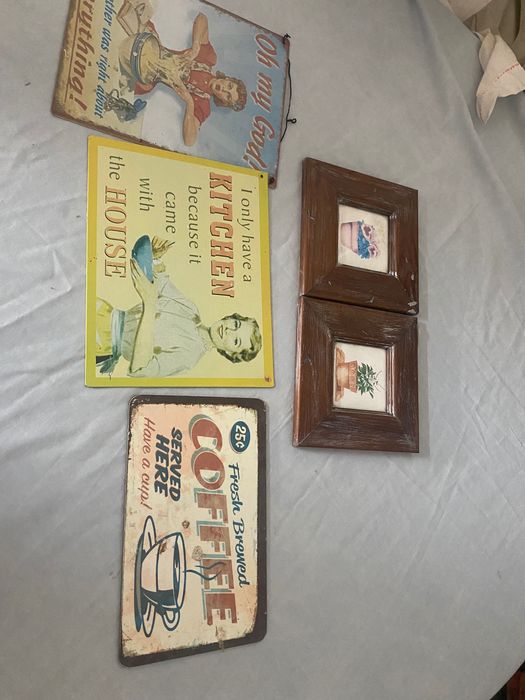 Oh my God!
ther was right about
rything!
I only have a
KITCHEN
because it
came
with
the HOUSE
25¢
Fresh Brewed
COFFEE
SERVED
HERE
Have a cup!